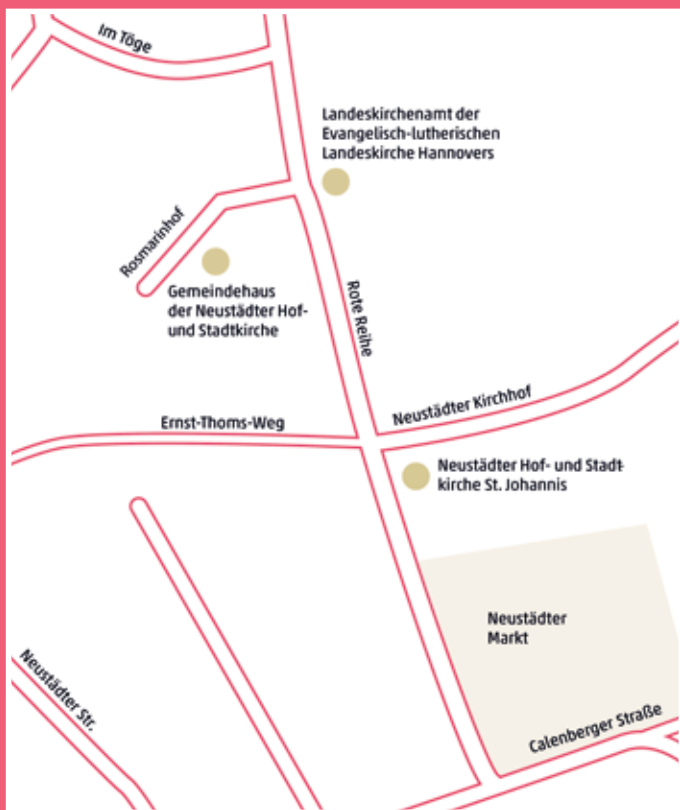 Im Töge
Landeskirchenamt der
Evangelisch-lutherischen
Landeskirche Hannovers
Rosmarinhof
Gemeindehaus
der Neustädter Hof-
und Stadtkirche
Rote Reihe
Neustädter Kirchhof
Ernst-Thoms-Weg
Neustädter Hof- und Stadt-
kirche St. Johannis
Neustädter
Markt
Neustädter Str.
Calenberger Straße